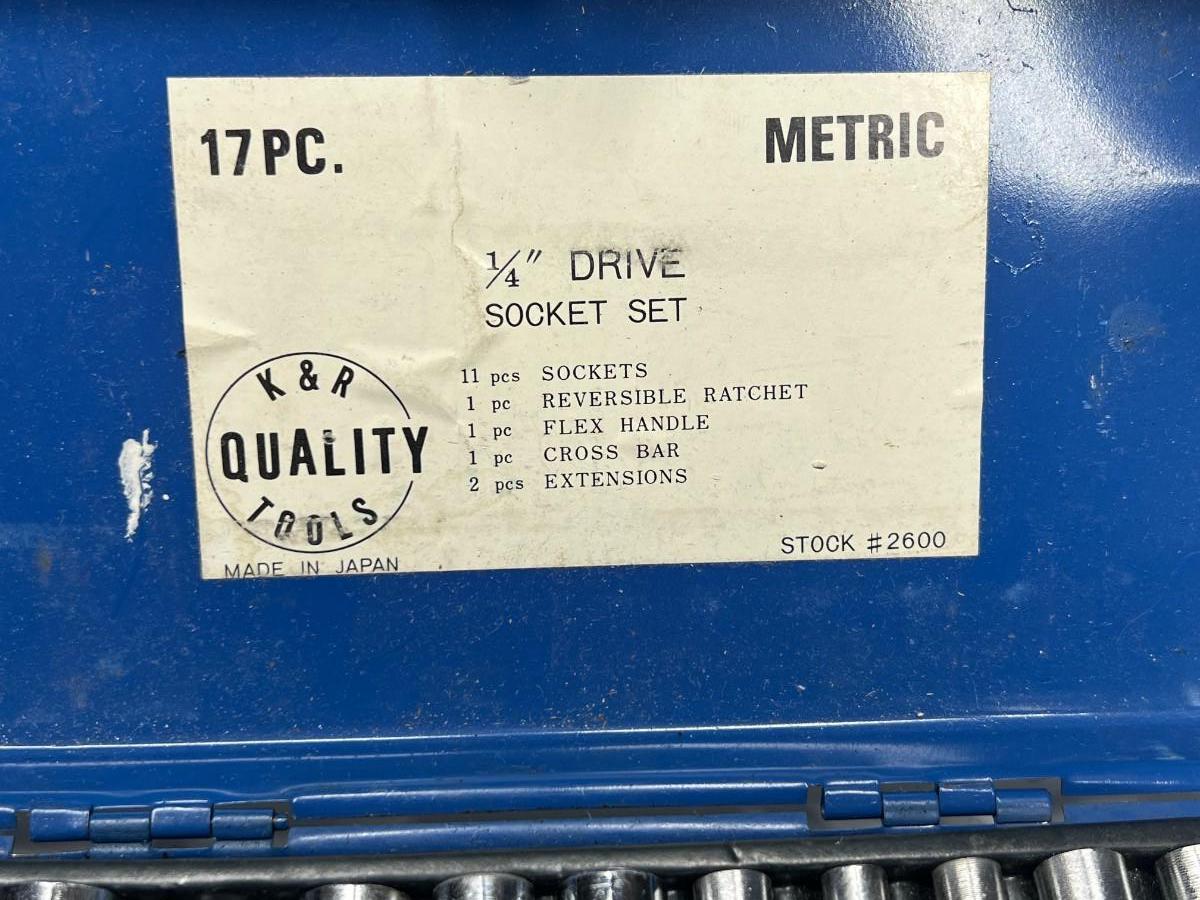 17 PC.
METRIC
1/4" DRIVE
SOCKET SET
11 pcs SOCKETS
1 pc REVERSIBLE RATCHET
1 pc FLEX HANDLE
1 pc CROSS BAR
2 pcs EXTENSIONS
K & R
QUALITY
TOOLS
MADE IN JAPAN
STOCK #2600